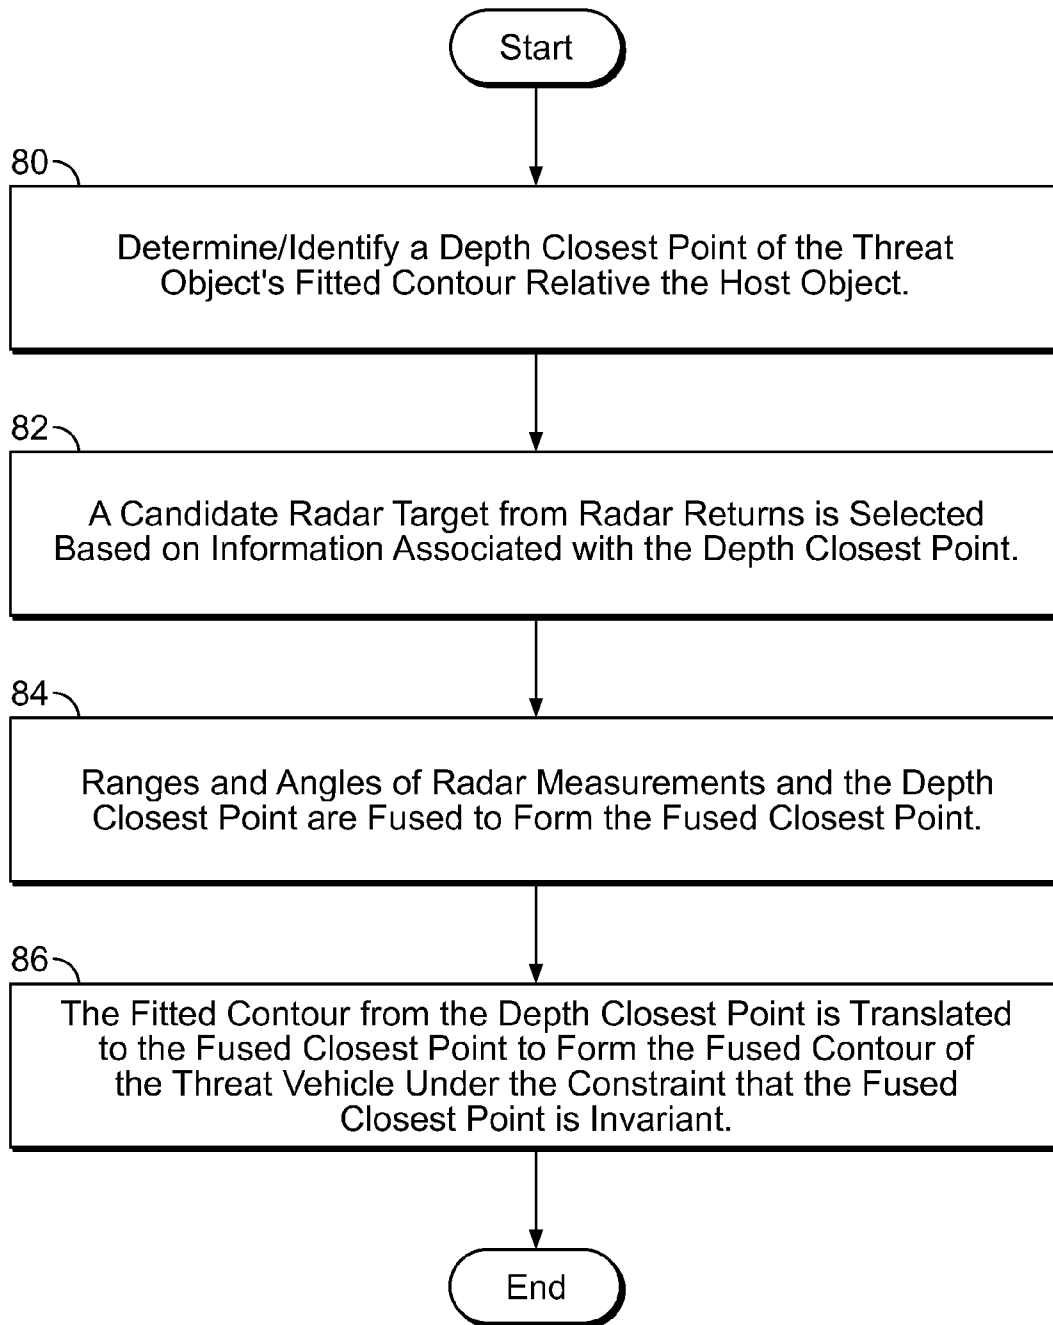 Start
80
Determine/Identify a Depth Closest Point of the Threat
Object's Fitted Contour Relative the Host Object.
82
A Candidate Radar Target from Radar Returns is Selected
Based on Information Associated with the Depth Closest Point.
84
Ranges and Angles of Radar Measurements and the Depth
Closest Point are Fused to Form the Fused Closest Point.
86
The Fitted Contour from the Depth Closest Point is Translated
to the Fused Closest Point to Form the Fused Contour of
the Threat Vehicle Under the Constraint that the Fused
Closest Point is Invariant.
End